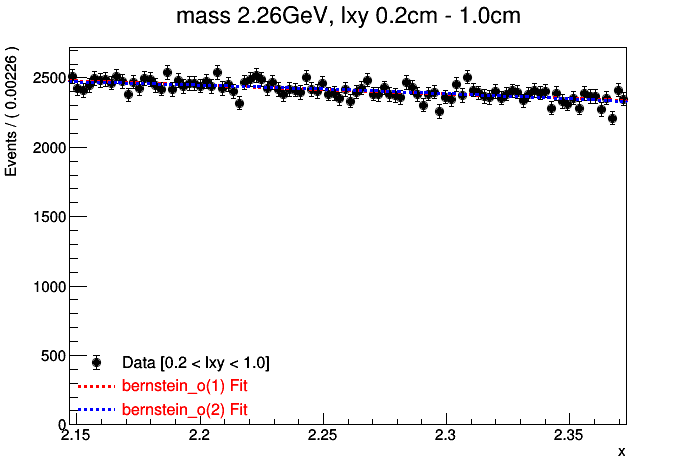 mass 2.26GeV, lxy 0.2cm - 1.0cm
Events / ( 0.00226 )
2500
2000
1500
1000
500
0
Data [0.2 < lxy < 1.0]
bernstein_o(1) Fit
bernstein_o(2) Fit
2.15 2.2 2.25 2.3 2.35
x